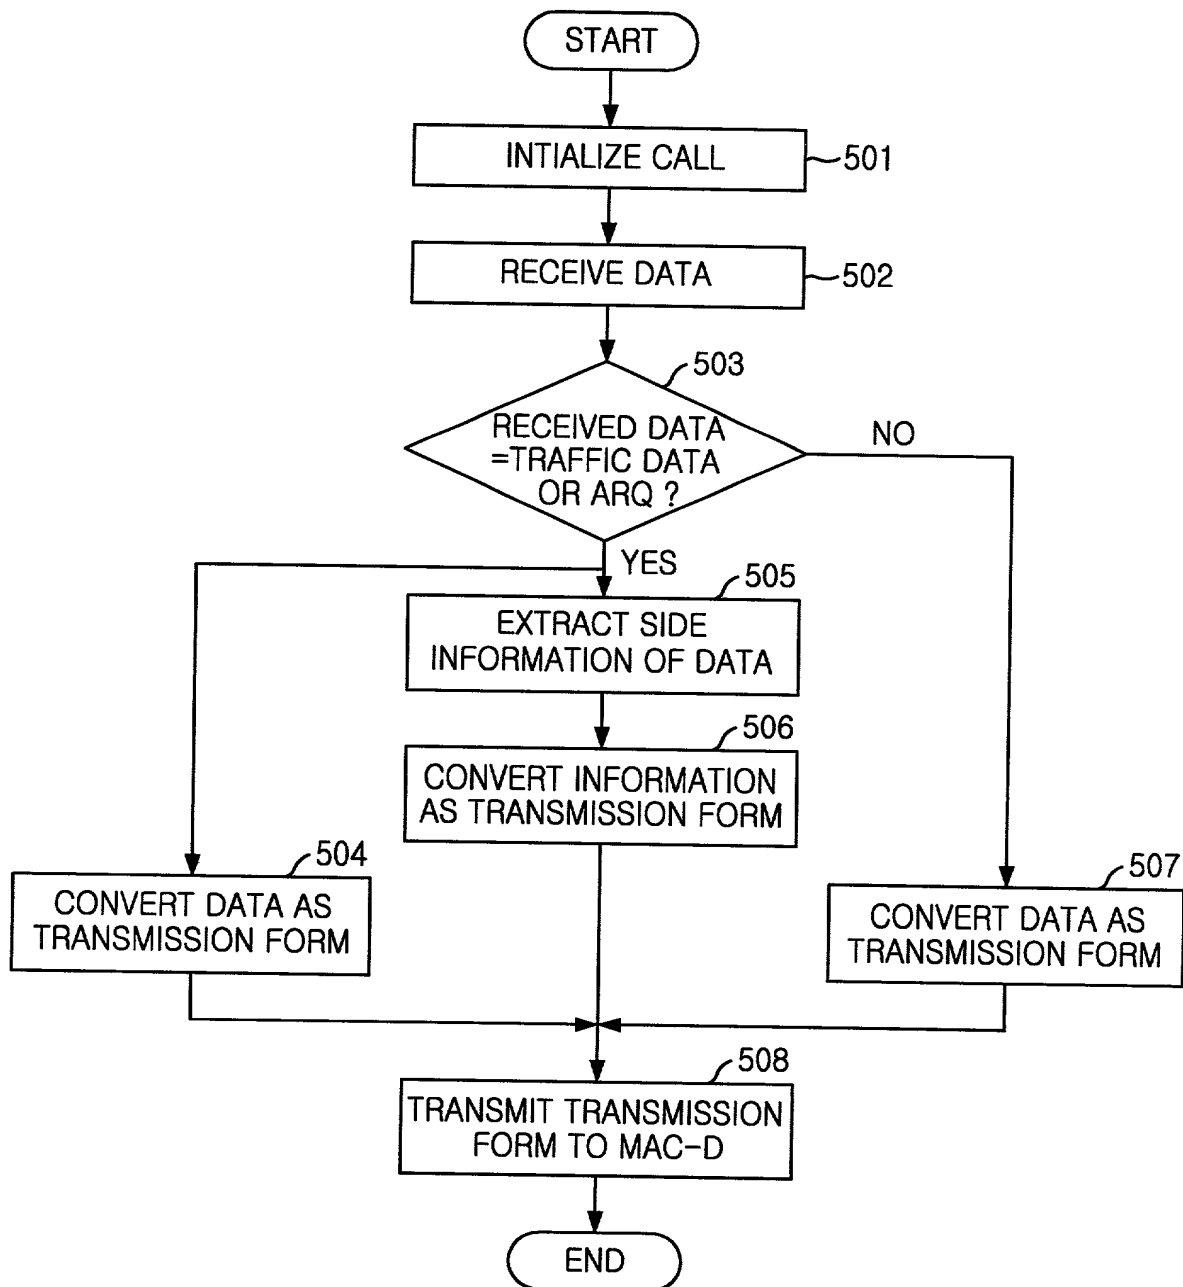 START
INTIALIZE CALL
501
RECEIVE DATA
502
503
RECEIVED DATA
=TRAFFIC DATA
OR ARQ ?
NO
YES
505
EXTRACT SIDE
INFORMATION OF DATA
506
CONVERT INFORMATION
AS TRANSMISSION FORM
504
CONVERT DATA AS
TRANSMISSION FORM
507
CONVERT DATA AS
TRANSMISSION FORM
508
TRANSMIT TRANSMISSION
FORM TO MAC-D
END